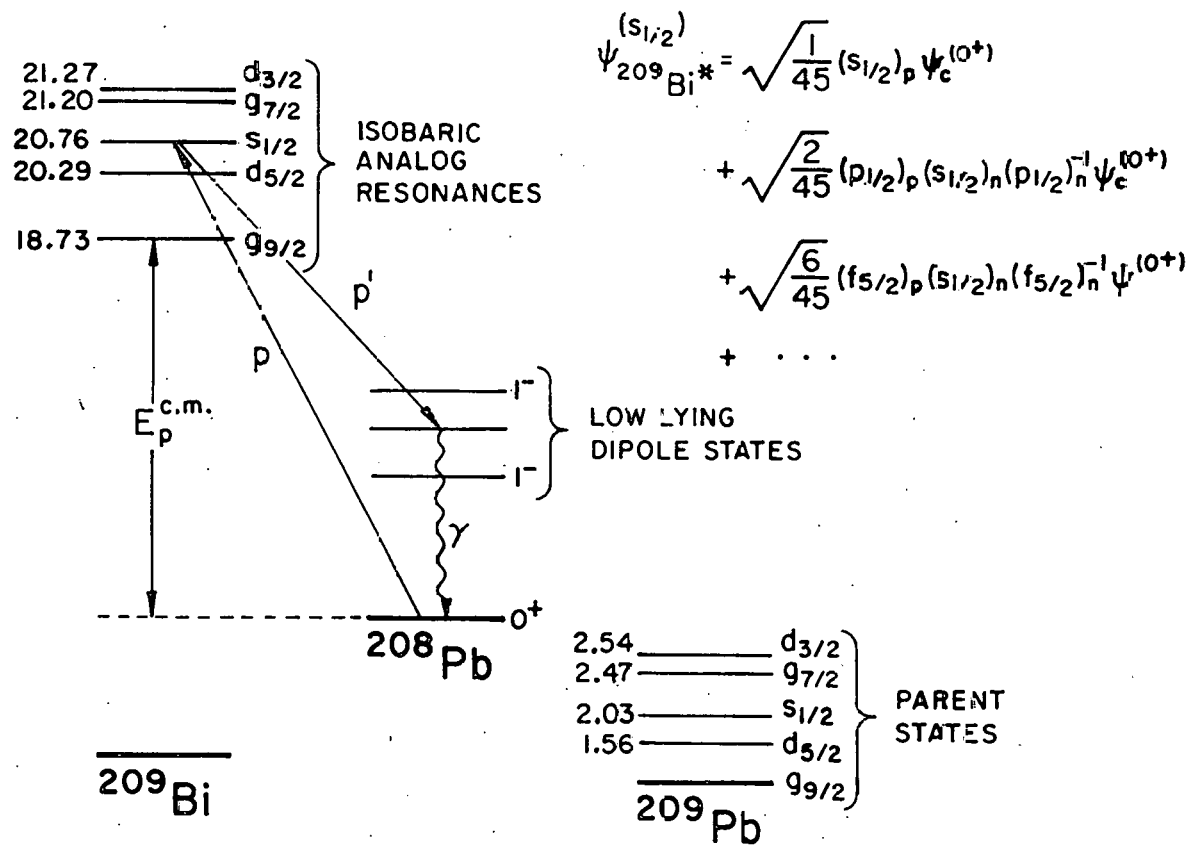 21.27 d3/2
21.20 g7/2
20.76 s1/2
20.29 d5/2
18.73 g9/2
ISOBARIC
ANALOG
RESONANCES
ψ209Bi*(s1/2) = √1/45 (s1/2)p ψc(0+)
+ √2/45 (p1/2)p (s1/2)n (p1/2)n-1 ψc(0+)
+ √6/45 (f5/2)p (s1/2)n (f5/2)n-1 ψ(0+)
+ · · ·
p'
p
Epc.m.
1-
1-
LOW LYING
DIPOLE STATES
γ
0+
208Pb
209Bi
2.54 d3/2
2.47 g7/2
2.03 s1/2
1.56 d5/2
g9/2
PARENT
STATES
209Pb